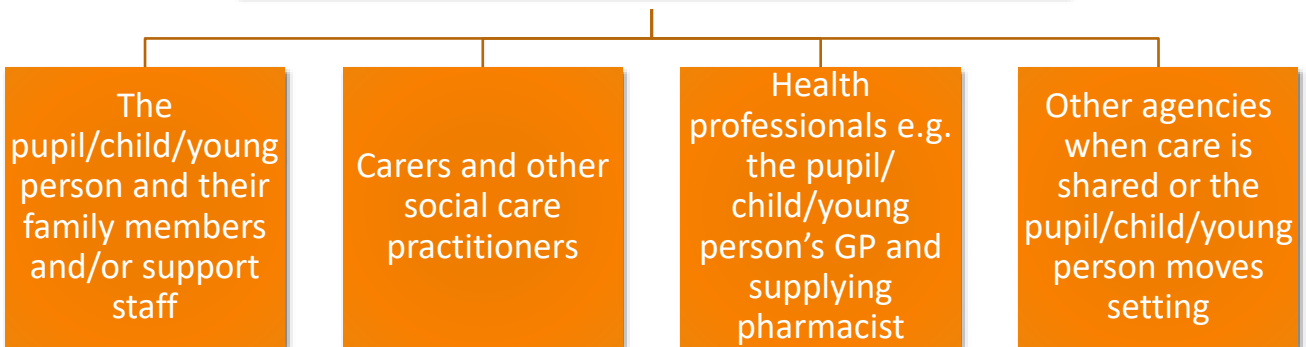 The
pupil/child/young
person and their
family members
and/or support
staff
Carers and other
social care
practitioners
Health
professionals e.g.
the pupil/
child/young
person’s GP and
supplying
pharmacist
Other agencies
when care is
shared or the
pupil/child/young
person moves
setting